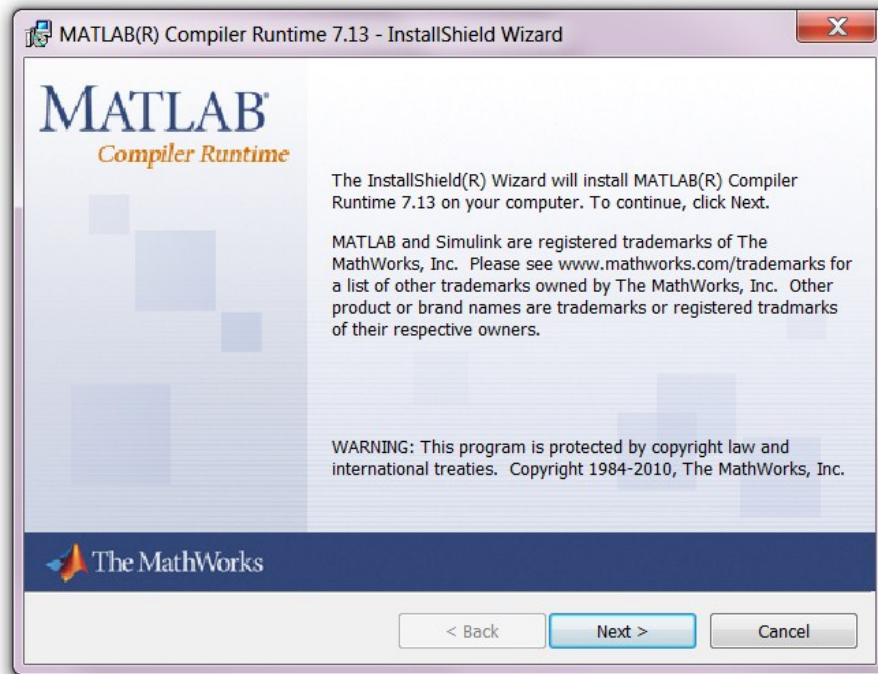 MATLAB(R) Compiler Runtime 7.13 - InstallShield Wizard
X
MATLAB®
Compiler Runtime
The InstallShield(R) Wizard will install MATLAB(R) Compiler
Runtime 7.13 on your computer. To continue, click Next.
MATLAB and Simulink are registered trademarks of The
MathWorks, Inc. Please see www.mathworks.com/trademarks for
a list of other trademarks owned by The MathWorks, Inc. Other
product or brand names are trademarks or registered tradmarks
of their respective owners.
WARNING: This program is protected by copyright law and
international treaties. Copyright 1984-2010, The MathWorks, Inc.
The MathWorks
< Back
Next >
Cancel